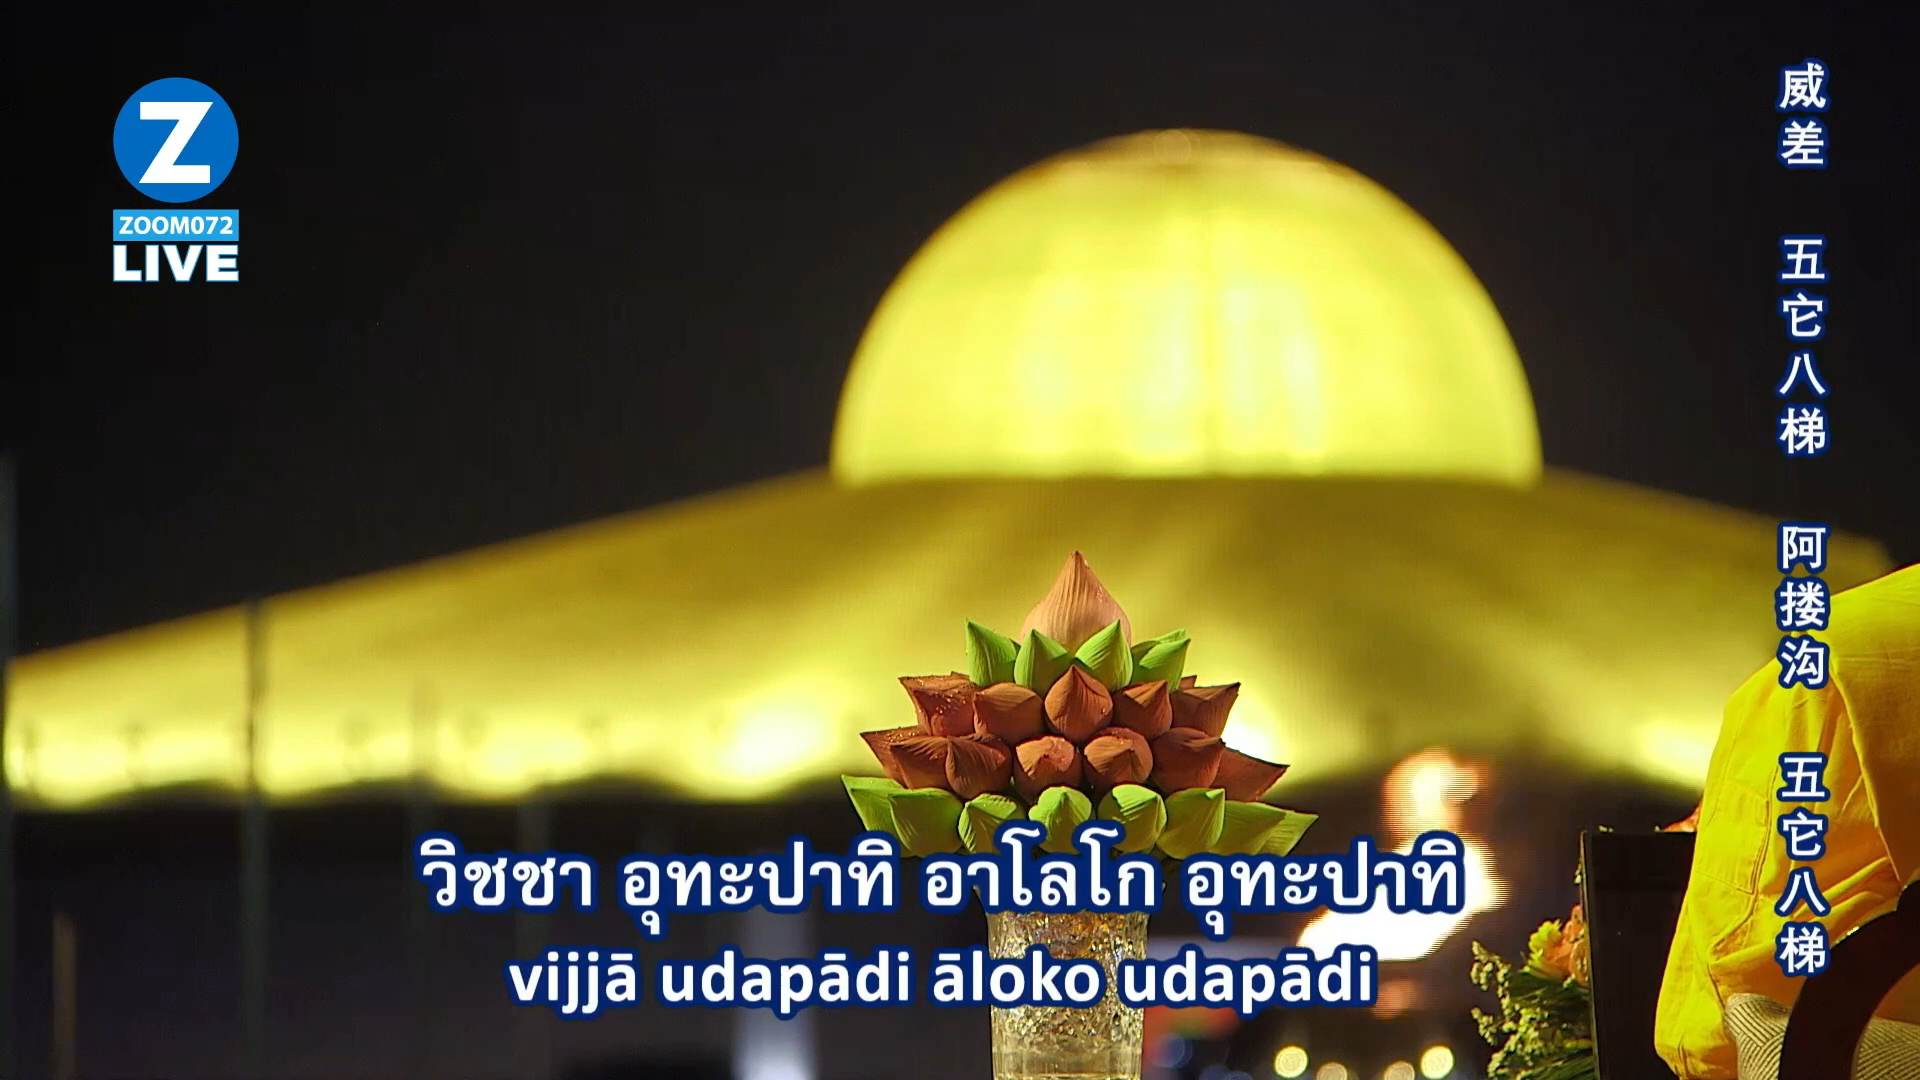 Z
ZOOM072
LIVE
威差 五它八梯 阿搂沟 五它八梯
วิชชา อุทะปาทิ อาโลโก อุทะปาทิ
vijjā udapādi āloko udapādi